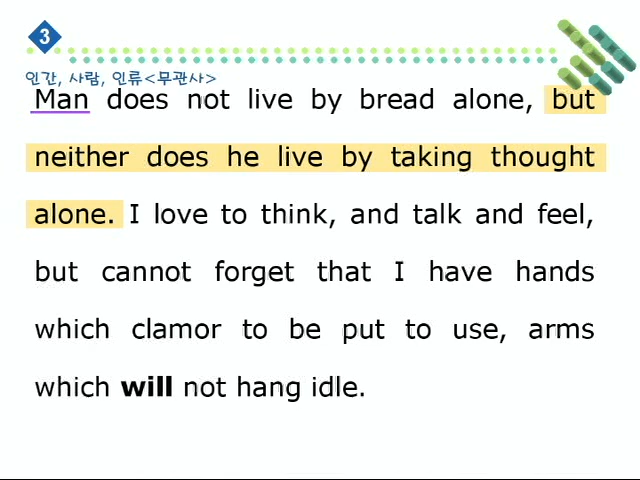 3
인간, 사람, 인류<무관사>
Man does not live by bread alone, but
neither does he live by taking thought
alone. I love to think, and talk and feel,
but cannot forget that I have hands
which clamor to be put to use, arms
which will not hang idle.